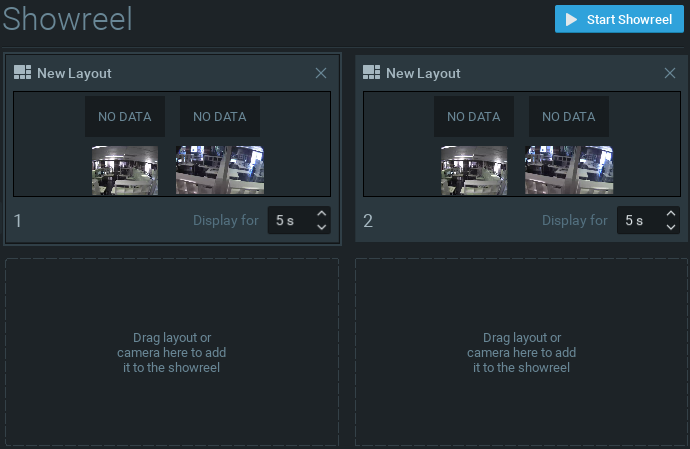 Showreel
Start Showreel
New Layout
NO DATA NO DATA
1 Display for 5 s
New Layout
NO DATA NO DATA
2 Display for 5 s
Drag layout or
camera here to add
it to the showreel
Drag layout or
camera here to add
it to the showreel